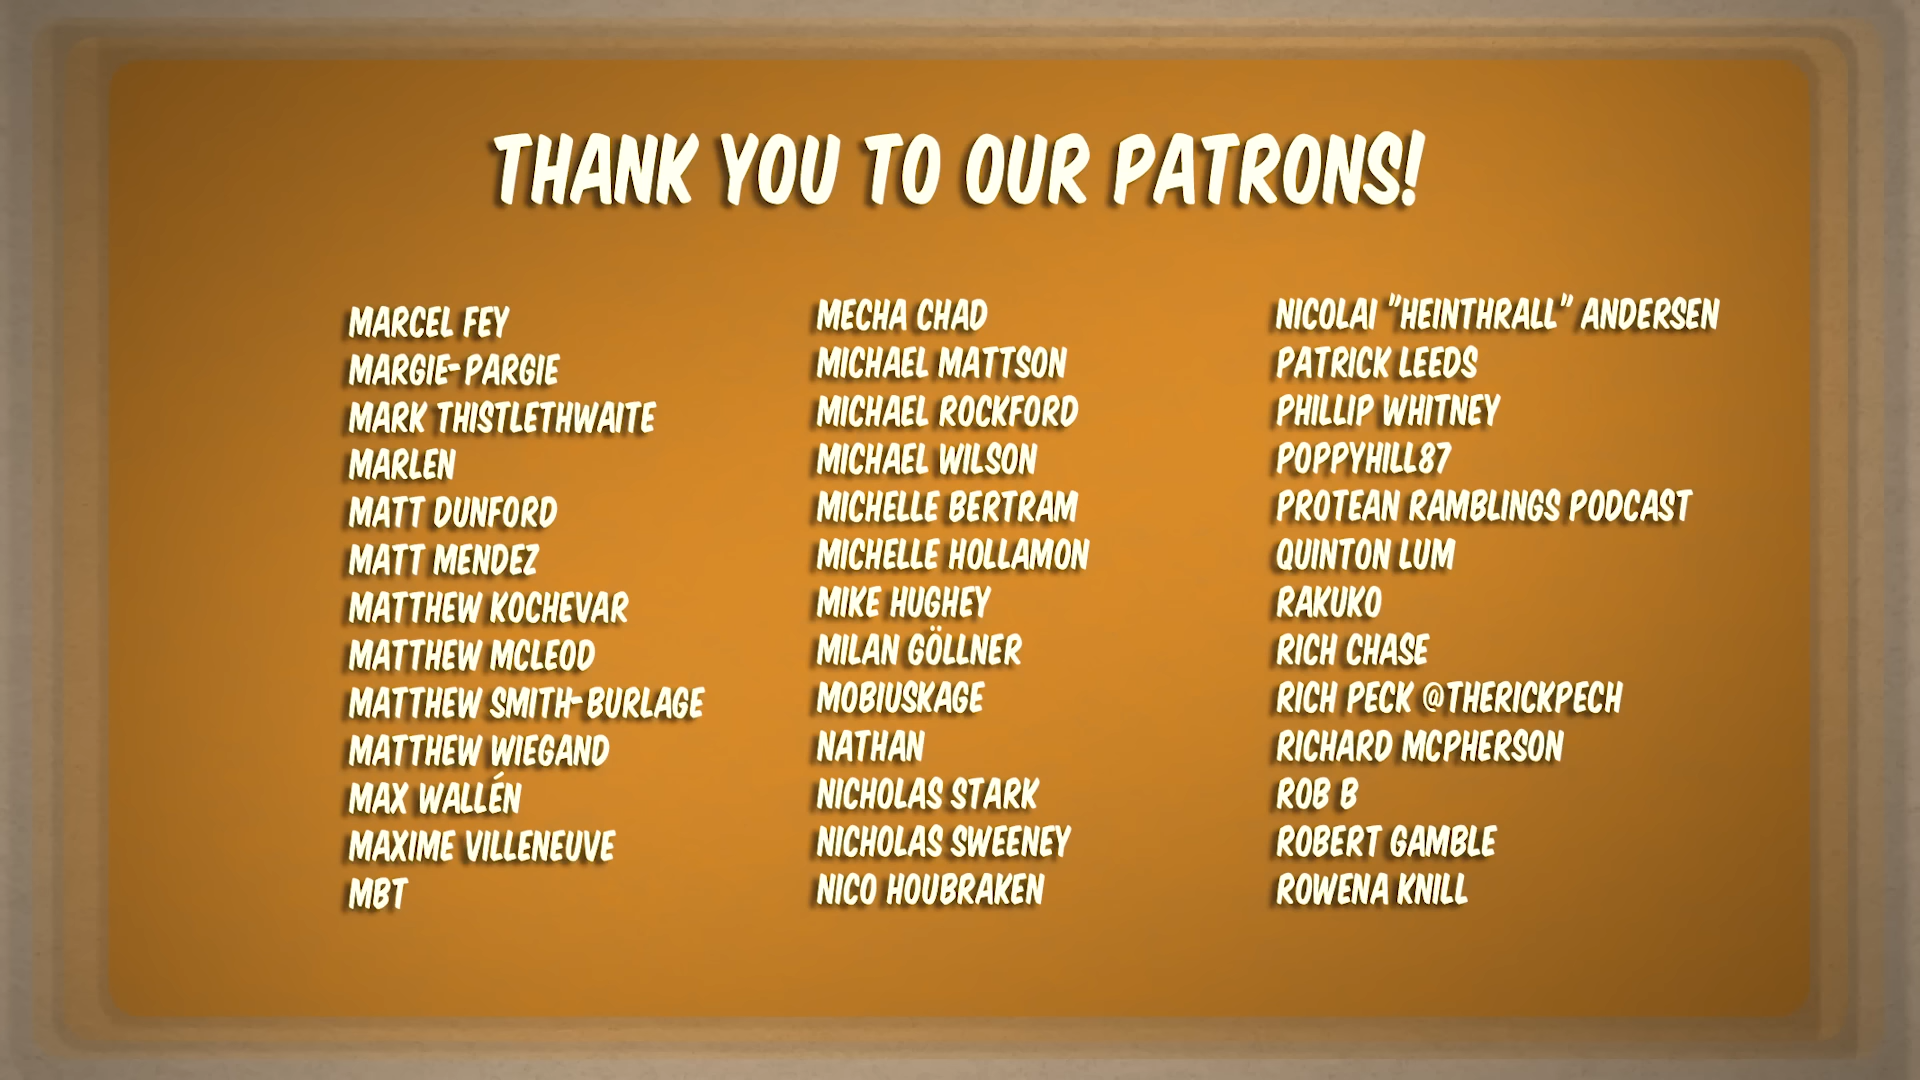 THANK YOU TO OUR PATRONS!
MARCEL FEY
MARGIE-PARGIE
MARK THISTLETHWAITE
MARLEN
MATT DUNFORD
MATT MENDEZ
MATTHEW KOCHEVAR
MATTHEW MCLEOD
MATTHEW SMITH-BURLAGE
MATTHEW WIEGAND
MAX WALLÉN
MAXIME VILLENEUVE
MBT
MECHA CHAD
MICHAEL MATTSON
MICHAEL ROCKFORD
MICHAEL WILSON
MICHELLE BERTRAM
MICHELLE HOLLAMON
MIKE HUGHEY
MILAN GÖLLNER
MOBIUSKAGE
NATHAN
NICHOLAS STARK
NICHOLAS SWEENEY
NICO HOUBRAKEN
NICOLAI "HEINTHRALL" ANDERSEN
PATRICK LEEDS
PHILLIP WHITNEY
POPPYHILL87
PROTEAN RAMBLINGS PODCAST
QUINTON LUM
RAKUKO
RICH CHASE
RICH PECK @THERICKPECH
RICHARD MCPHERSON
ROB B
ROBERT GAMBLE
ROWENA KNILL